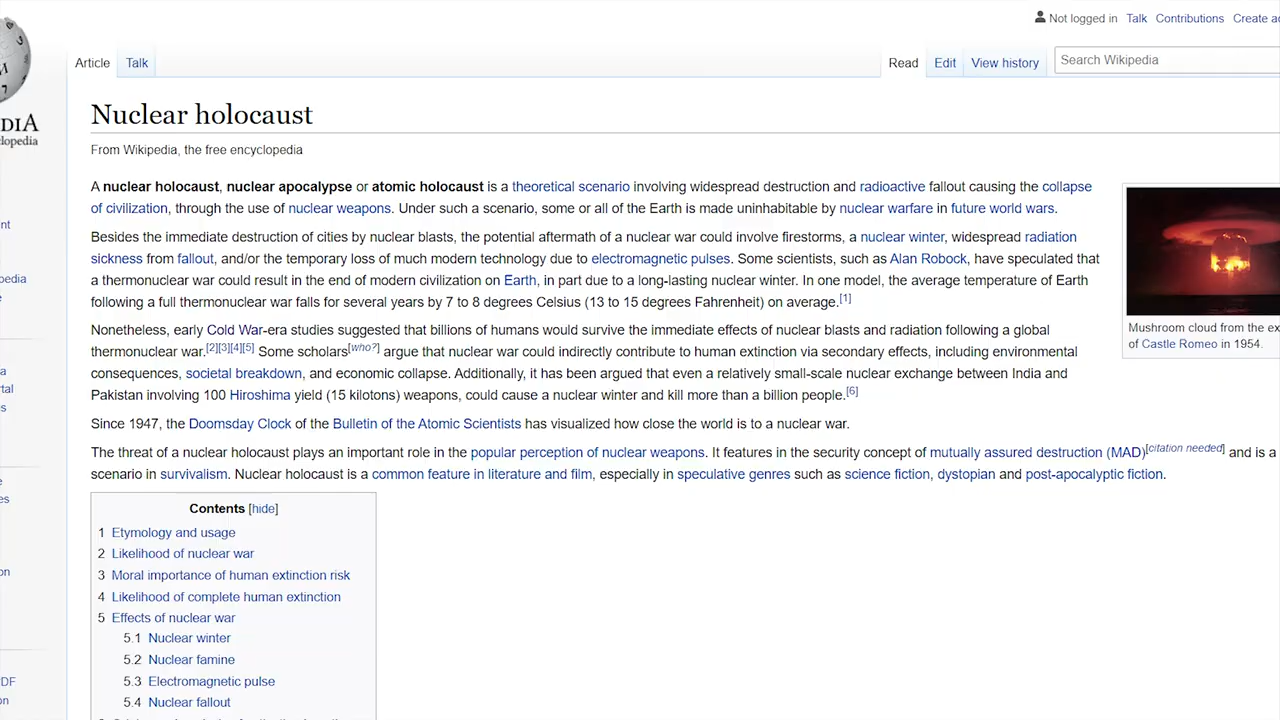 Not logged in Talk Contributions Create
Article Talk Read Edit View history Search Wikipedia
Nuclear holocaust
From Wikipedia, the free encyclopedia
A nuclear holocaust, nuclear apocalypse or atomic holocaust is a theoretical scenario involving widespread destruction and radioactive fallout causing the collapse
of civilization, through the use of nuclear weapons. Under such a scenario, some or all of the Earth is made uninhabitable by nuclear warfare in future world wars.
Besides the immediate destruction of cities by nuclear blasts, the potential aftermath of a nuclear war could involve firestorms, a nuclear winter, widespread radiation
sickness from fallout, and/or the temporary loss of much modern technology due to electromagnetic pulses. Some scientists, such as Alan Robock, have speculated that
a thermonuclear war could result in the end of modern civilization on Earth, in part due to a long-lasting nuclear winter. In one model, the average temperature of Earth
following a full thermonuclear war falls for several years by 7 to 8 degrees Celsius (13 to 15 degrees Fahrenheit) on average.[1]
Nonetheless, early Cold War-era studies suggested that billions of humans would survive the immediate effects of nuclear blasts and radiation following a global
thermonuclear war.[2][3][4][5] Some scholars[who?] argue that nuclear war could indirectly contribute to human extinction via secondary effects, including environmental
consequences, societal breakdown, and economic collapse. Additionally, it has been argued that even a relatively small-scale nuclear exchange between India and
Pakistan involving 100 Hiroshima yield (15 kilotons) weapons, could cause a nuclear winter and kill more than a billion people.[6]
Since 1947, the Doomsday Clock of the Bulletin of the Atomic Scientists has visualized how close the world is to a nuclear war.
The threat of a nuclear holocaust plays an important role in the popular perception of nuclear weapons. It features in the security concept of mutually assured destruction (MAD)[citation needed] and is a
scenario in survivalism. Nuclear holocaust is a common feature in literature and film, especially in speculative genres such as science fiction, dystopian and post-apocalyptic fiction.
Mushroom cloud from the
of Castle Romeo in 1954.
Contents [hide]
1 Etymology and usage
2 Likelihood of nuclear war
3 Moral importance of human extinction risk
4 Likelihood of complete human extinction
5 Effects of nuclear war
5.1 Nuclear winter
5.2 Nuclear famine
5.3 Electromagnetic pulse
5.4 Nuclear fallout